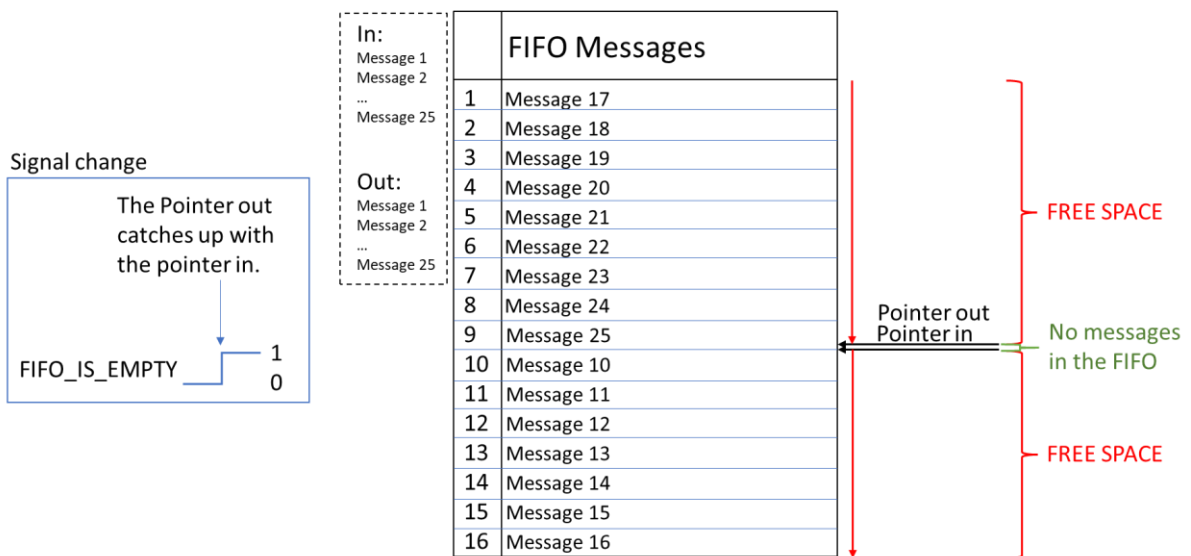 Signal change
The Pointer out
catches up with
the pointer in.
FIFO_IS_EMPTY
1
0
In:
Message 1
Message 2
...
Message 25
Out:
Message 1
Message 2
...
Message 25
FIFO Messages
1 Message 17
2 Message 18
3 Message 19
4 Message 20
5 Message 21
6 Message 22
7 Message 23
8 Message 24
9 Message 25
10 Message 10
11 Message 11
12 Message 12
13 Message 13
14 Message 14
15 Message 15
16 Message 16
Pointer out
Pointer in
FREE SPACE
No messages
in the FIFO
FREE SPACE